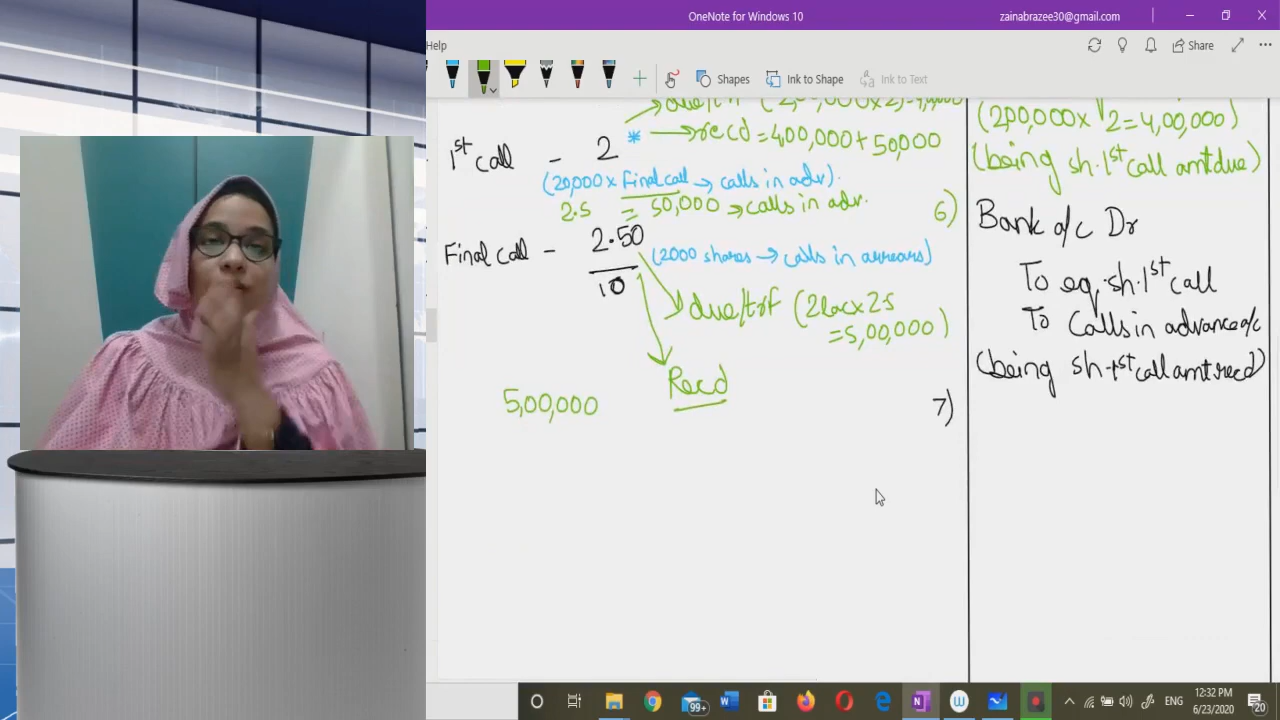 OneNote for Windows 10
zainabrazee30@gmail.com
Help
Share
Shapes
Ink to Shape
Ink to Text
1st call - 2 * → recd = 400,000 + 50,000
(20,000 x Final call → calls in adv).
2.5 = 50,000 → calls in adv.
Final call - 2.50 (2000 shares → calls in arrears)
10
due/trf (2lac x 25
= 5,00,000)
Recd
5,00,000
(200,000 x 2 = 4,00,000)
(being sh. 1st call amt due)
6) Bank a/c Dr
To eq. sh. 1st call
To Calls in advance a/c
(being sh. 1st call amt recd)
7)
99+
ENG
12:32 PM
6/23/2020
20